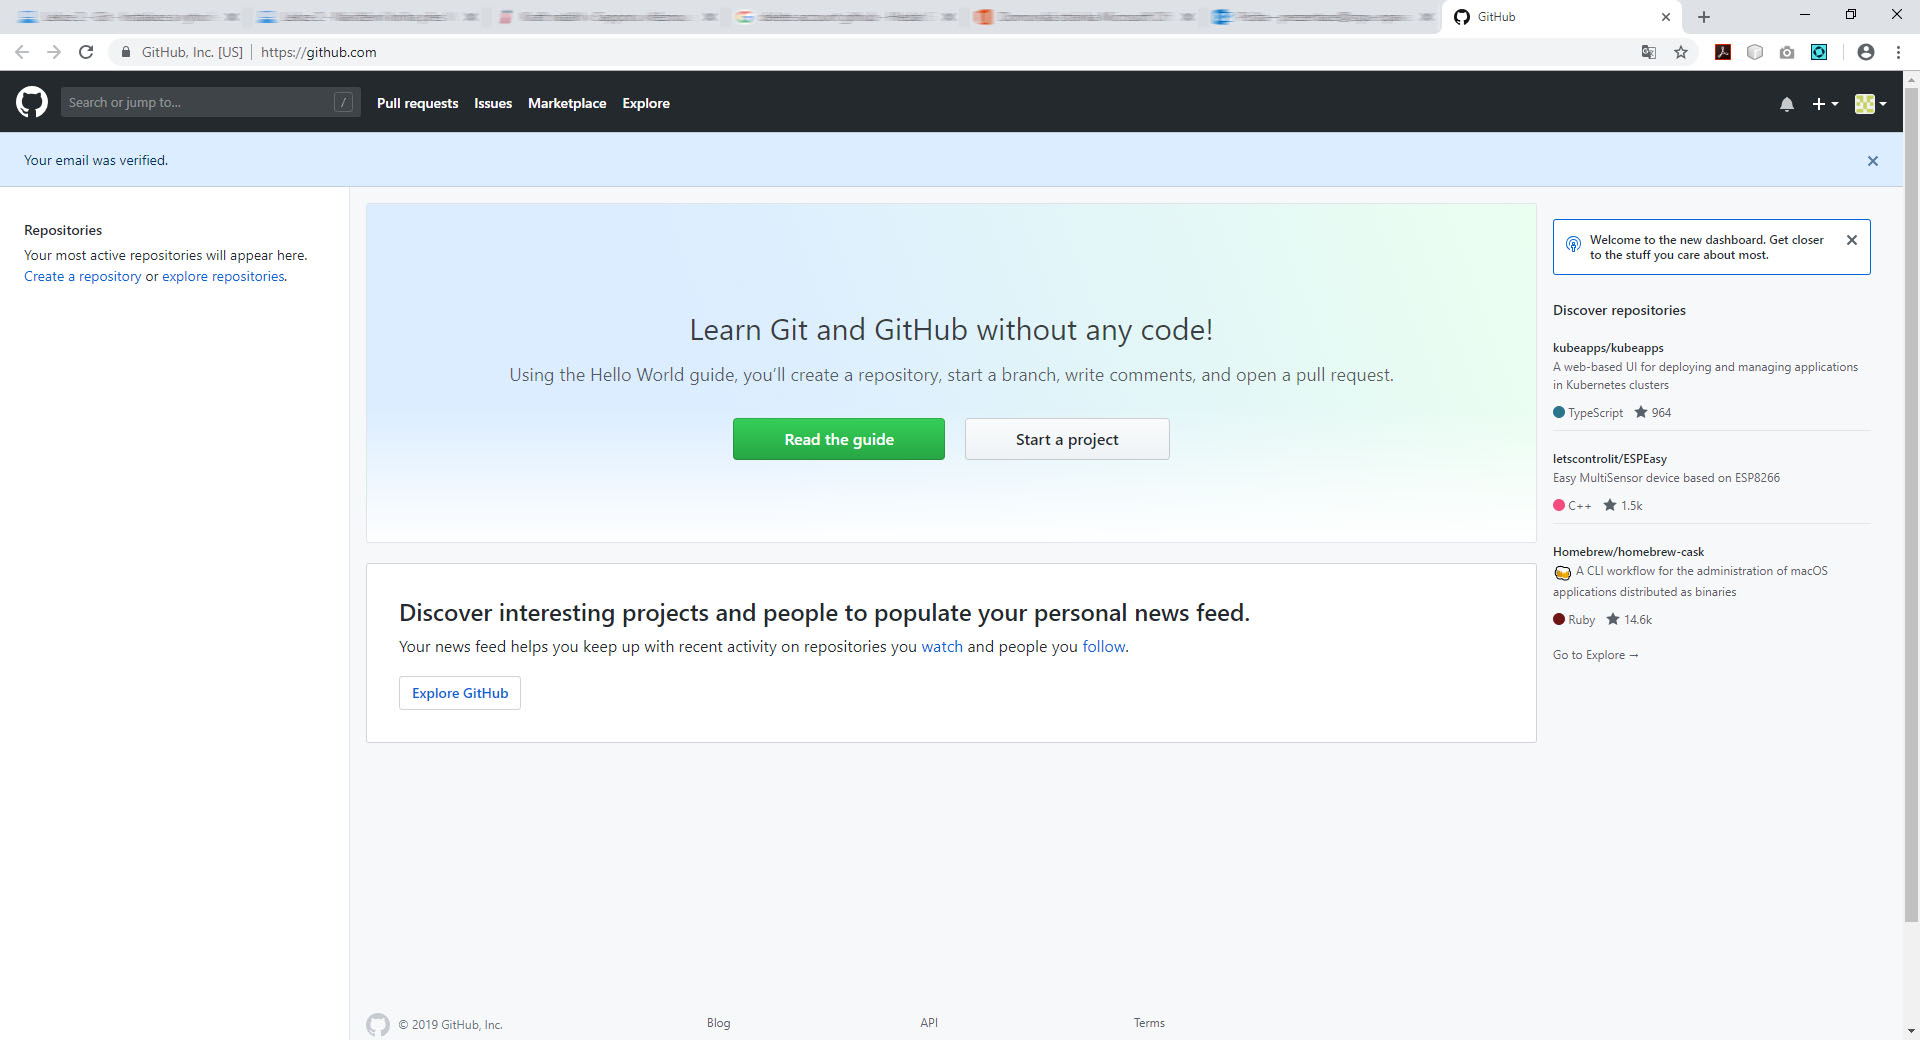 GitHub
GitHub, Inc. [US] https://github.com
Search or jump to... /
Pull requests Issues Marketplace Explore
Your email was verified.
Repositories
Your most active repositories will appear here.
Create a repository or explore repositories.
Learn Git and GitHub without any code!
Using the Hello World guide, you’ll create a repository, start a branch, write comments, and open a pull request.
Read the guide Start a project
Discover interesting projects and people to populate your personal news feed.
Your news feed helps you keep up with recent activity on repositories you watch and people you follow.
Explore GitHub
Welcome to the new dashboard. Get closer
to the stuff you care about most.
Discover repositories
kubeapps/kubeapps
A web-based UI for deploying and managing applications
in Kubernetes clusters
TypeScript 964
letscontrolit/ESPEasy
Easy MultiSensor device based on ESP8266
C++ 1.5k
Homebrew/homebrew-cask
A CLI workflow for the administration of macOS
applications distributed as binaries
Ruby 14.6k
Go to Explore →
© 2019 GitHub, Inc. Blog API Terms